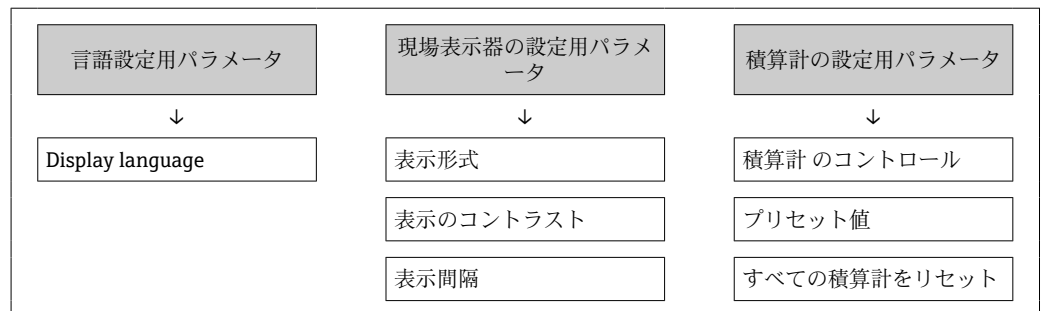 言語設定用パラメータ
↓
Display language
現場表示器の設定用パラメ
ータ
↓
表示形式
表示のコントラスト
表示間隔
積算計の設定用パラメータ
↓
積算計 のコントロール
プリセット値
すべての積算計をリセット